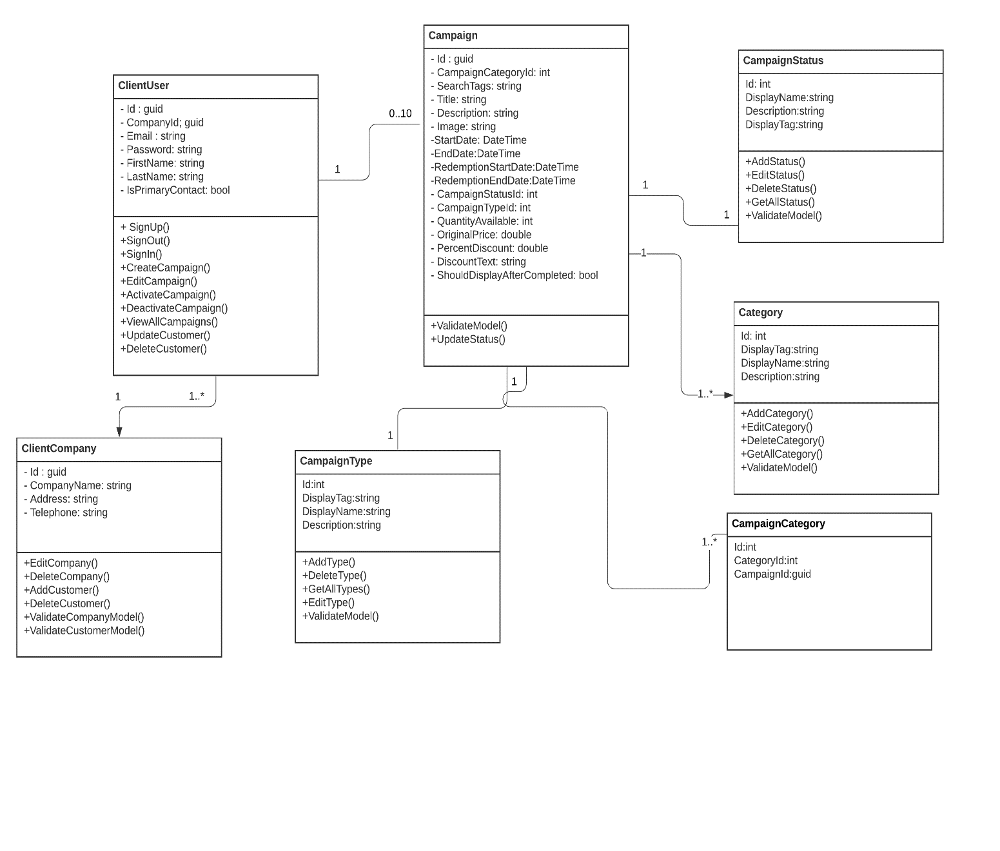 Campaign
- Id : guid
- CampaignCategoryId: int
- SearchTags: string
- Title: string
- Description: string
- Image: string
-StartDate: DateTime
-EndDate:DateTime
-RedemptionStartDate:DateTime
-RedemptionEndDate:DateTime
- CampaignStatusId: int
- CampaignTypeId: int
- QuantityAvailable: int
- OriginalPrice: double
- PercentDiscount: double
- DiscountText: string
- ShouldDisplayAfterCompleted: bool
+ValidateModel()
+UpdateStatus()
CampaignStatus
Id: int
DisplayName:string
Description:string
DisplayTag:string
+AddStatus()
+EditStatus()
+DeleteStatus()
+GetAllStatus()
+ValidateModel()
ClientUser
- Id : guid
- CompanyId; guid
- Email : string
- Password: string
- FirstName: string
- LastName: string
- IsPrimaryContact: bool
+ SignUp()
+SignOut()
+SignIn()
+CreateCampaign()
+EditCampaign()
+ActivateCampaign()
+DeactivateCampaign()
+ViewAllCampaigns()
+UpdateCustomer()
+DeleteCustomer()
0..10
1
1
1
1
1..*
Category
Id: int
DisplayTag:string
DisplayName:string
Description:string
+AddCategory()
+EditCategory()
+DeleteCategory()
+GetAllCategory()
+ValidateModel()
1
1..*
1
1
ClientCompany
- Id : guid
- CompanyName: string
- Address: string
- Telephone: string
+EditCompany()
+DeleteCompany()
+AddCustomer()
+DeleteCustomer()
+ValidateCompanyModel()
+ValidateCustomerModel()
CampaignType
Id:int
DisplayTag:string
DisplayName:string
Description:string
+AddType()
+DeleteType()
+GetAllTypes()
+EditType()
+ValidateModel()
1..*
CampaignCategory
Id:int
CategoryId:int
CampaignId:guid